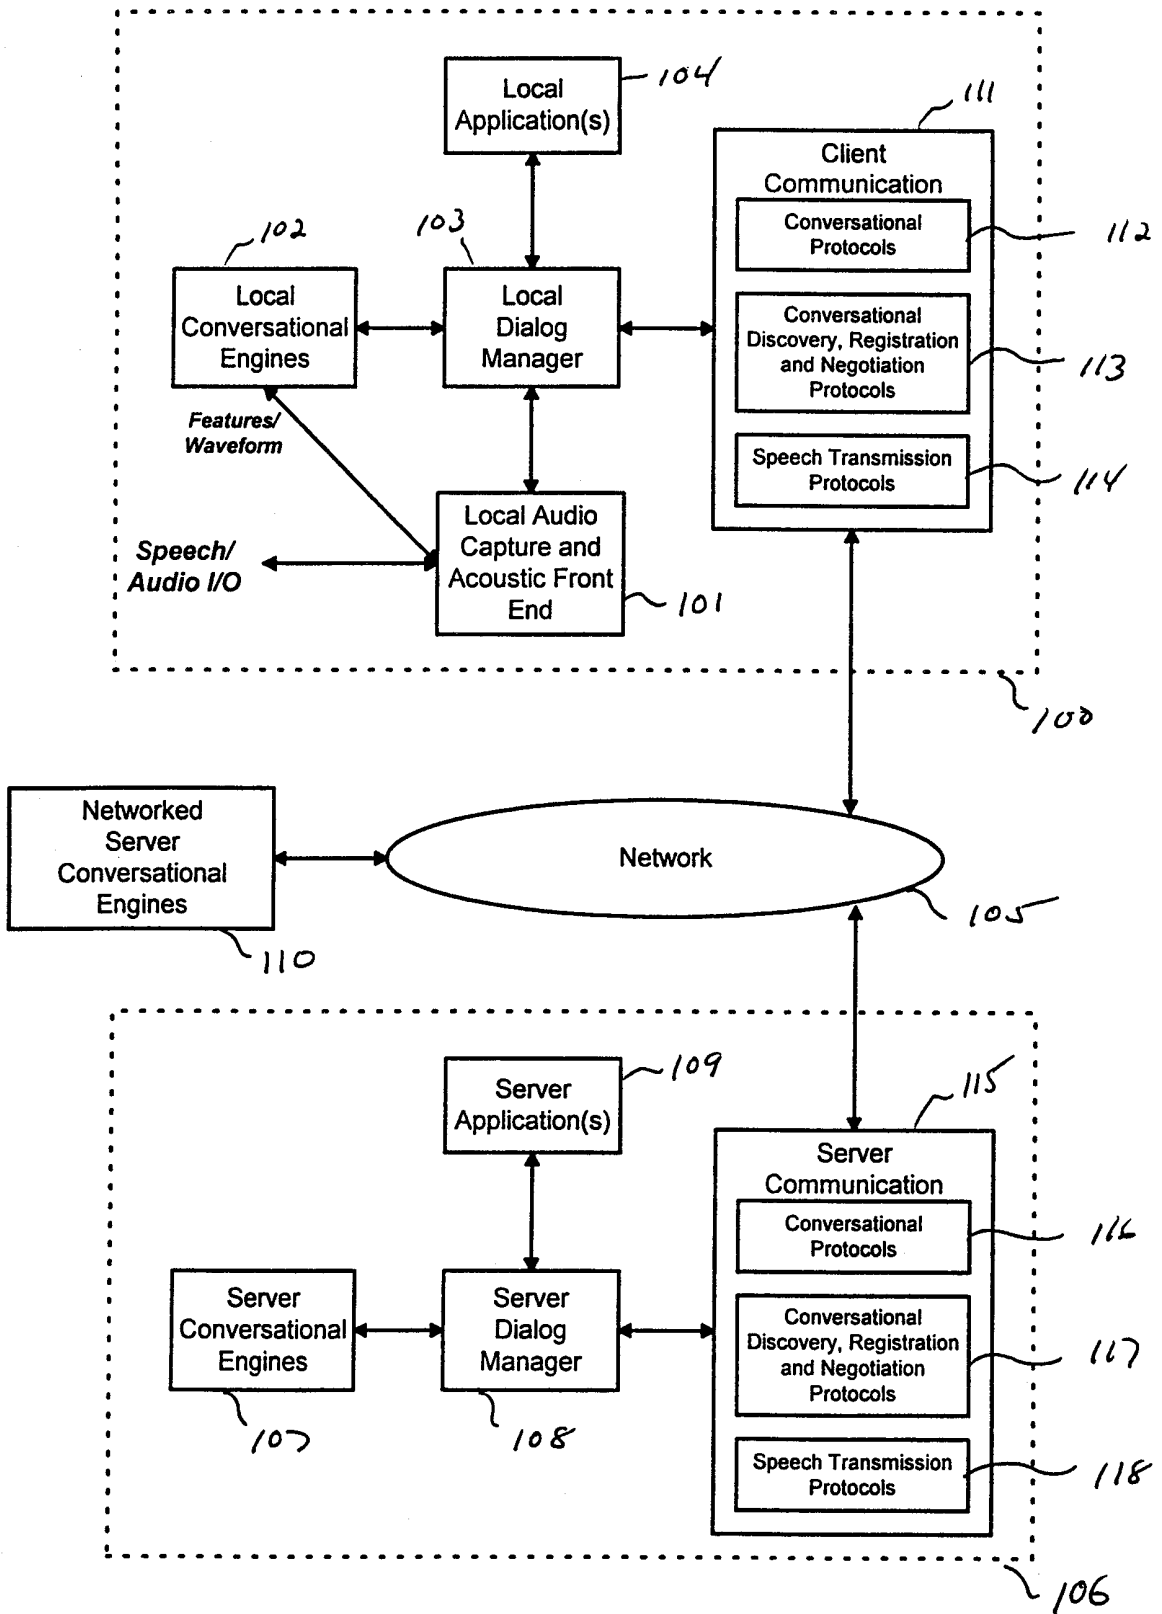 Local
Application(s)
104
111
Client
Communication
Conversational
Protocols
112
102
103
Local
Conversational
Engines
Local
Dialog
Manager
Conversational
Discovery, Registration
and Negotiation
Protocols
113
Features/
Waveform
Speech Transmission
Protocols
114
Speech/
Audio I/O
Local Audio
Capture and
Acoustic Front
End
101
100
Networked
Server
Conversational
Engines
110
Network
105
Server
Application(s)
109
115
Server
Communication
Conversational
Protocols
116
Server
Conversational
Engines
107
Server
Dialog
Manager
108
Conversational
Discovery, Registration
and Negotiation
Protocols
117
Speech Transmission
Protocols
118
106